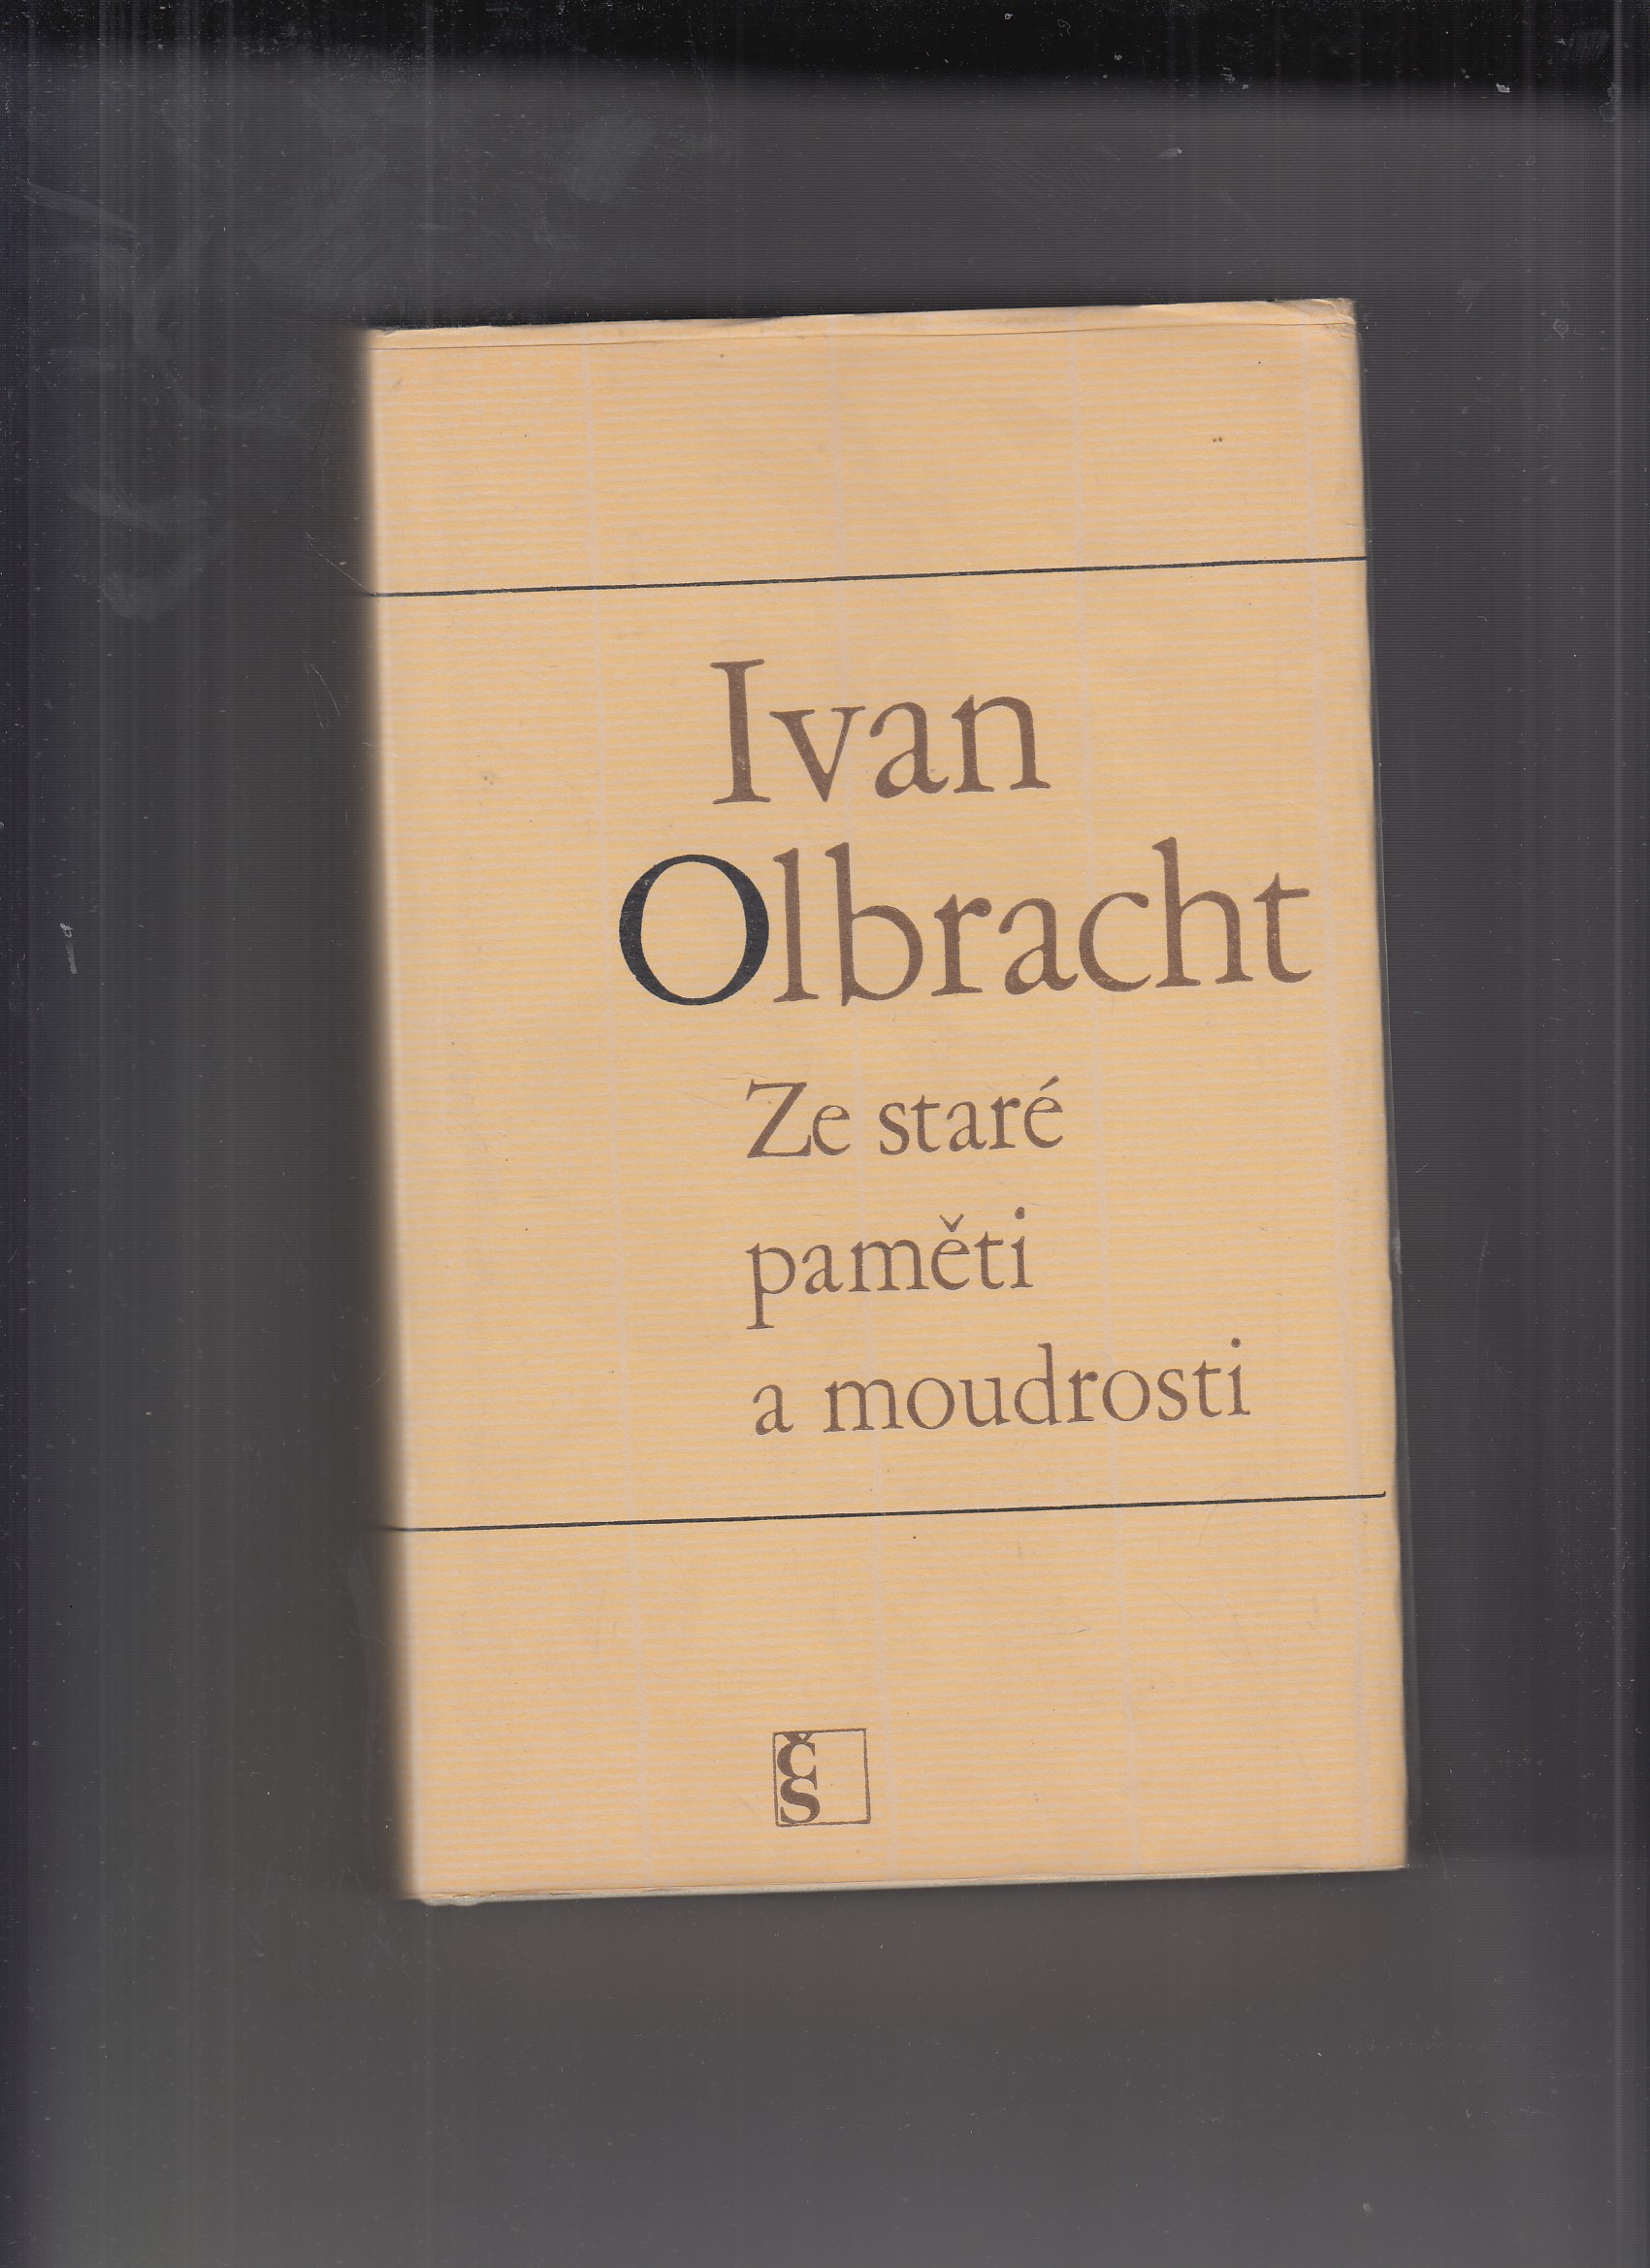 Ivan
Olbracht
Ze staré
paměti
a moudrosti
ČS